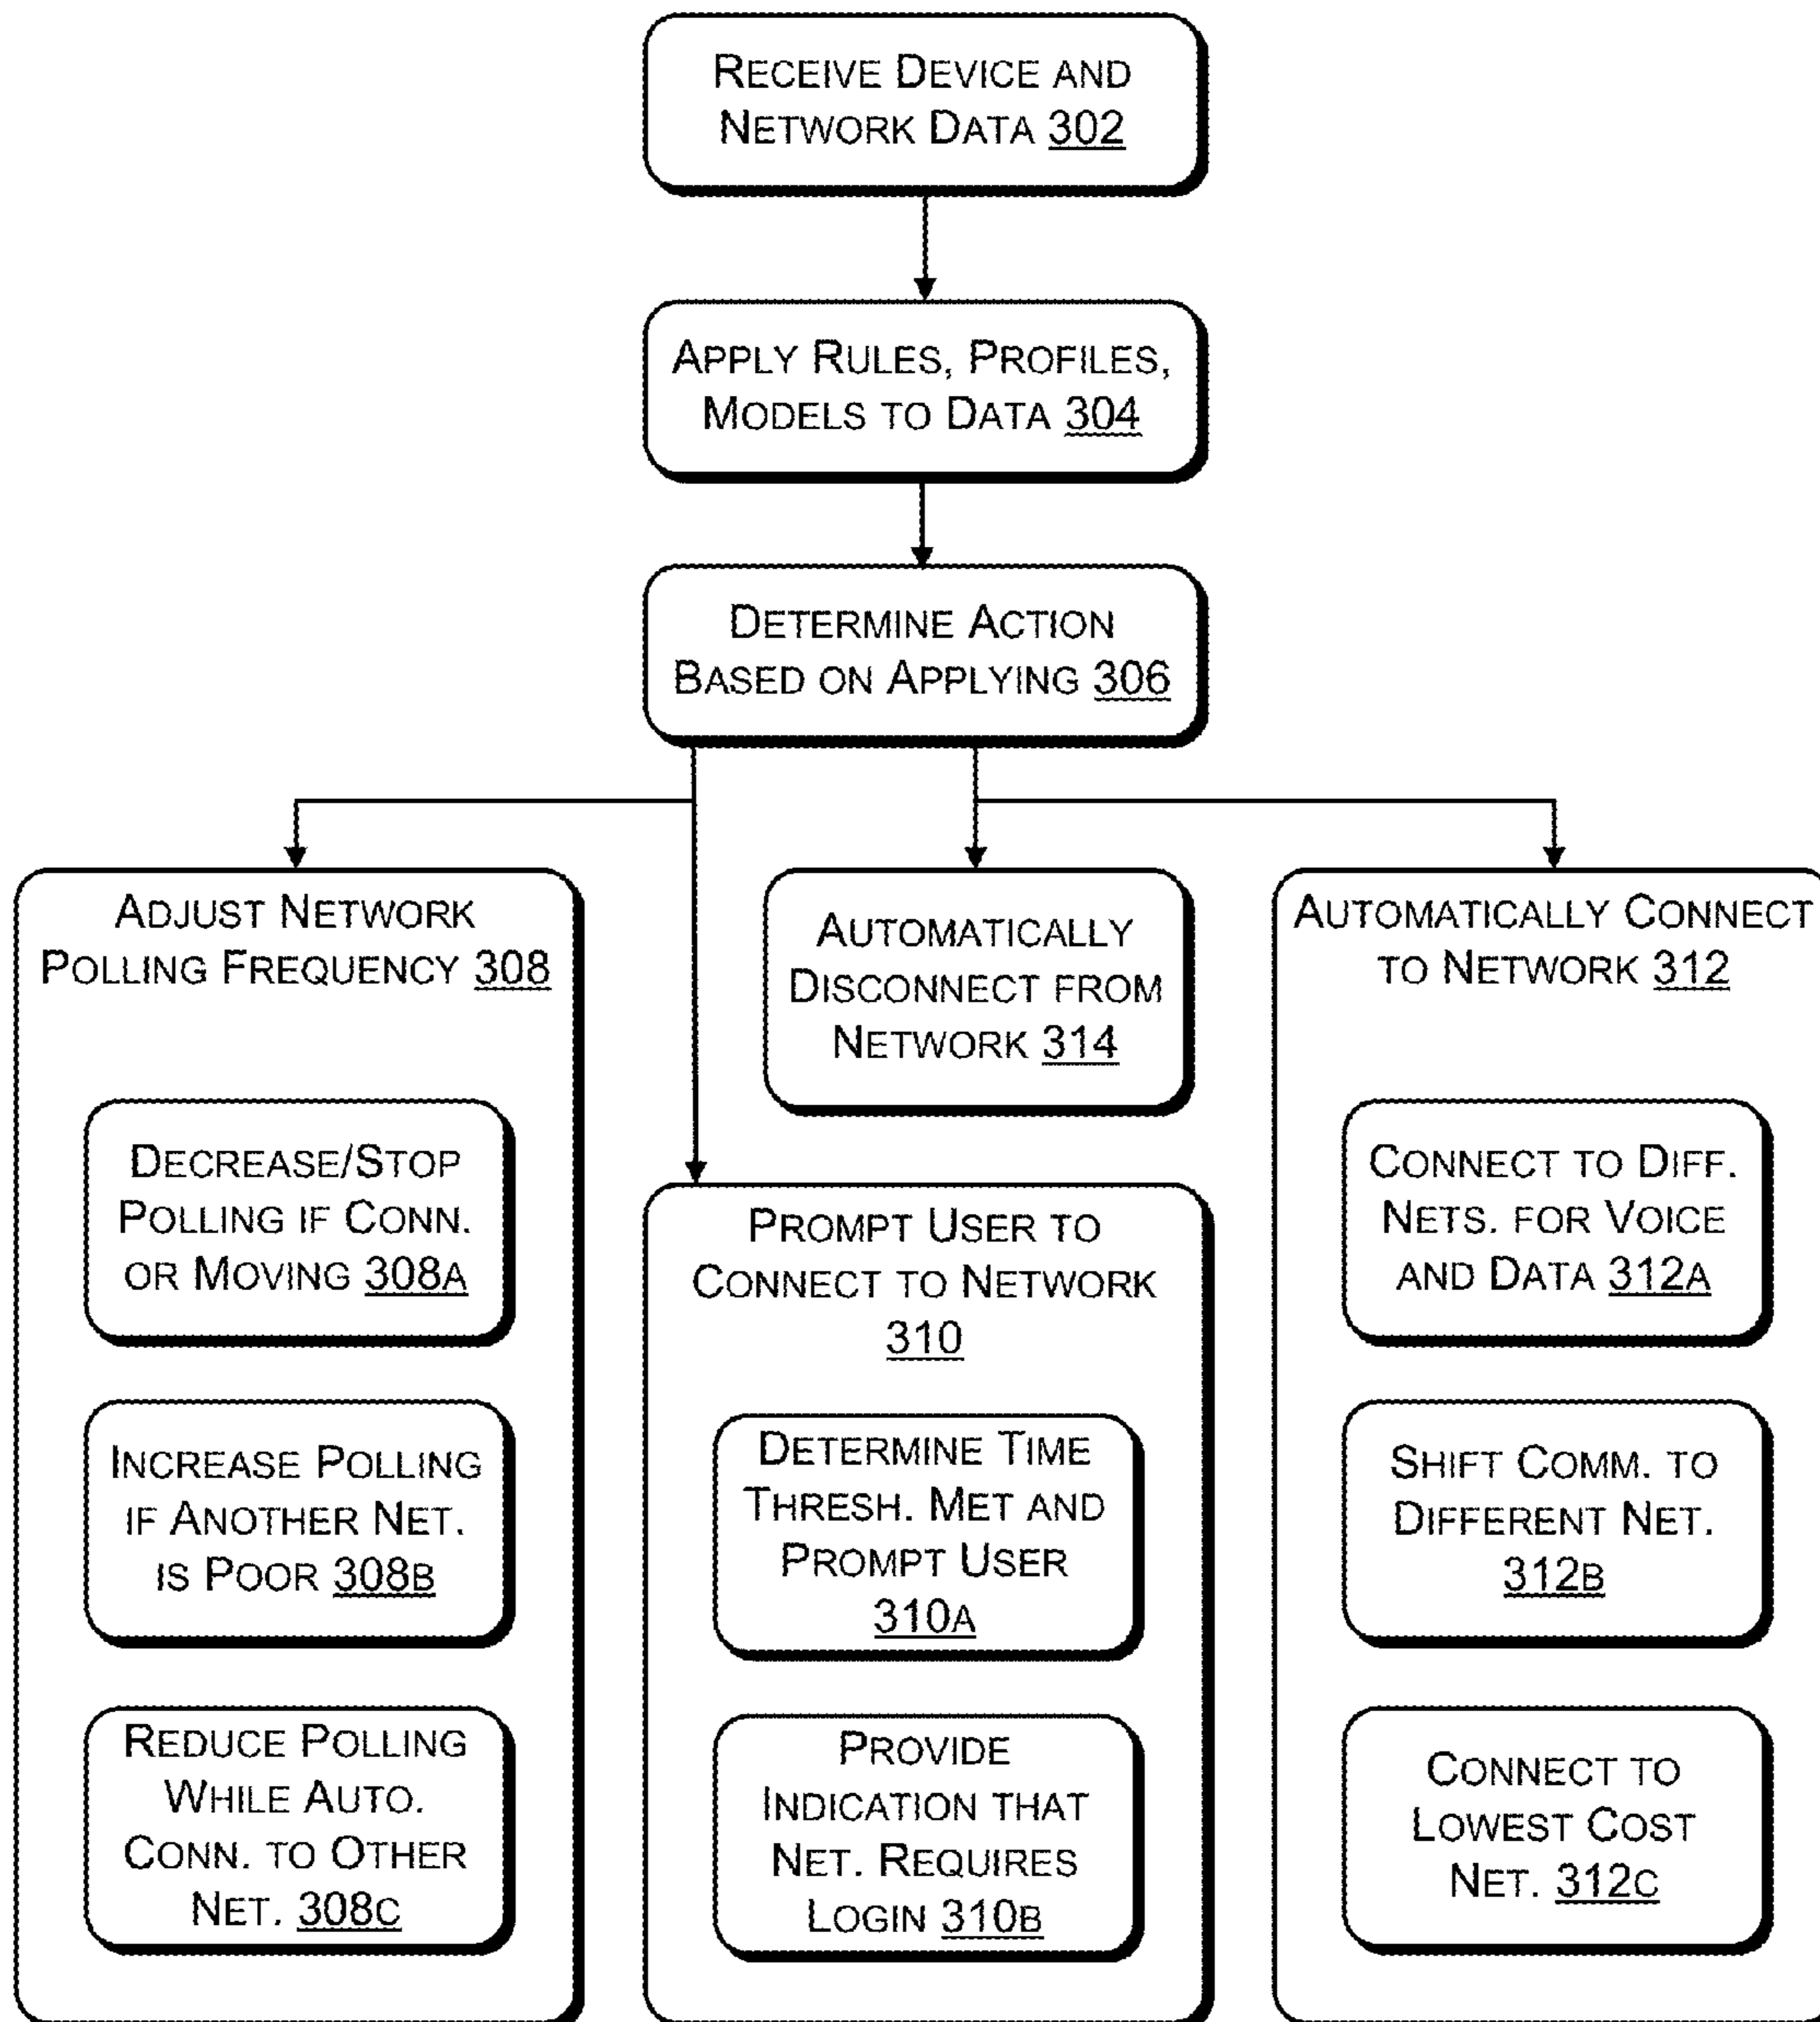 RECEIVE DEVICE AND
NETWORK DATA 302
APPLY RULES, PROFILES,
MODELS TO DATA 304
DETERMINE ACTION
BASED ON APPLYING 306
ADJUST NETWORK
POLLING FREQUENCY 308
DECREASE/STOP
POLLING IF CONN.
OR MOVING 308A
INCREASE POLLING
IF ANOTHER NET.
IS POOR 308B
REDUCE POLLING
WHILE AUTO.
CONN. TO OTHER
NET. 308C
AUTOMATICALLY
DISCONNECT FROM
NETWORK 314
PROMPT USER TO
CONNECT TO NETWORK
310
DETERMINE TIME
THRESH. MET AND
PROMPT USER
310A
PROVIDE
INDICATION THAT
NET. REQUIRES
LOGIN 310B
AUTOMATICALLY CONNECT
TO NETWORK 312
CONNECT TO DIFF.
NETS. FOR VOICE
AND DATA 312A
SHIFT COMM. TO
DIFFERENT NET.
312B
CONNECT TO
LOWEST COST
NET. 312C